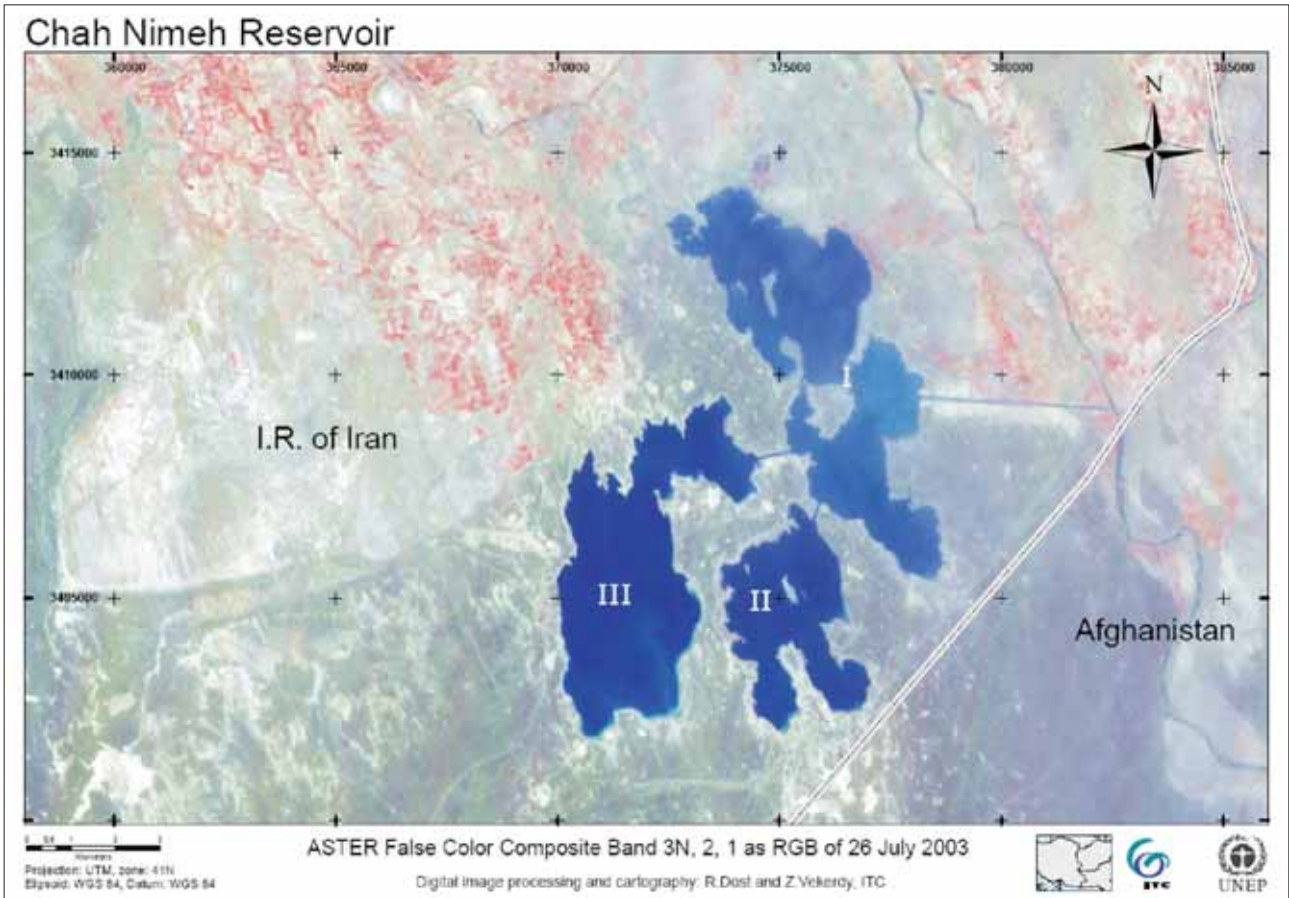 Chah Nimeh Reservoir
360000 365000 370000 375000 380000 385000
N
3415000
3410000
I
I.R. of Iran
3405000
III
II
Afghanistan
ASTER False Color Composite Band 3N, 2, 1 as RGB of 26 July 2003
Digital image processing and cartography: R.Dost and Z.Vekerdy, ITC
Kilometers
Projection: UTM, zone: 41N
Elipsoid: WGS 84, Datum: WGS 84
ITC
UNEP